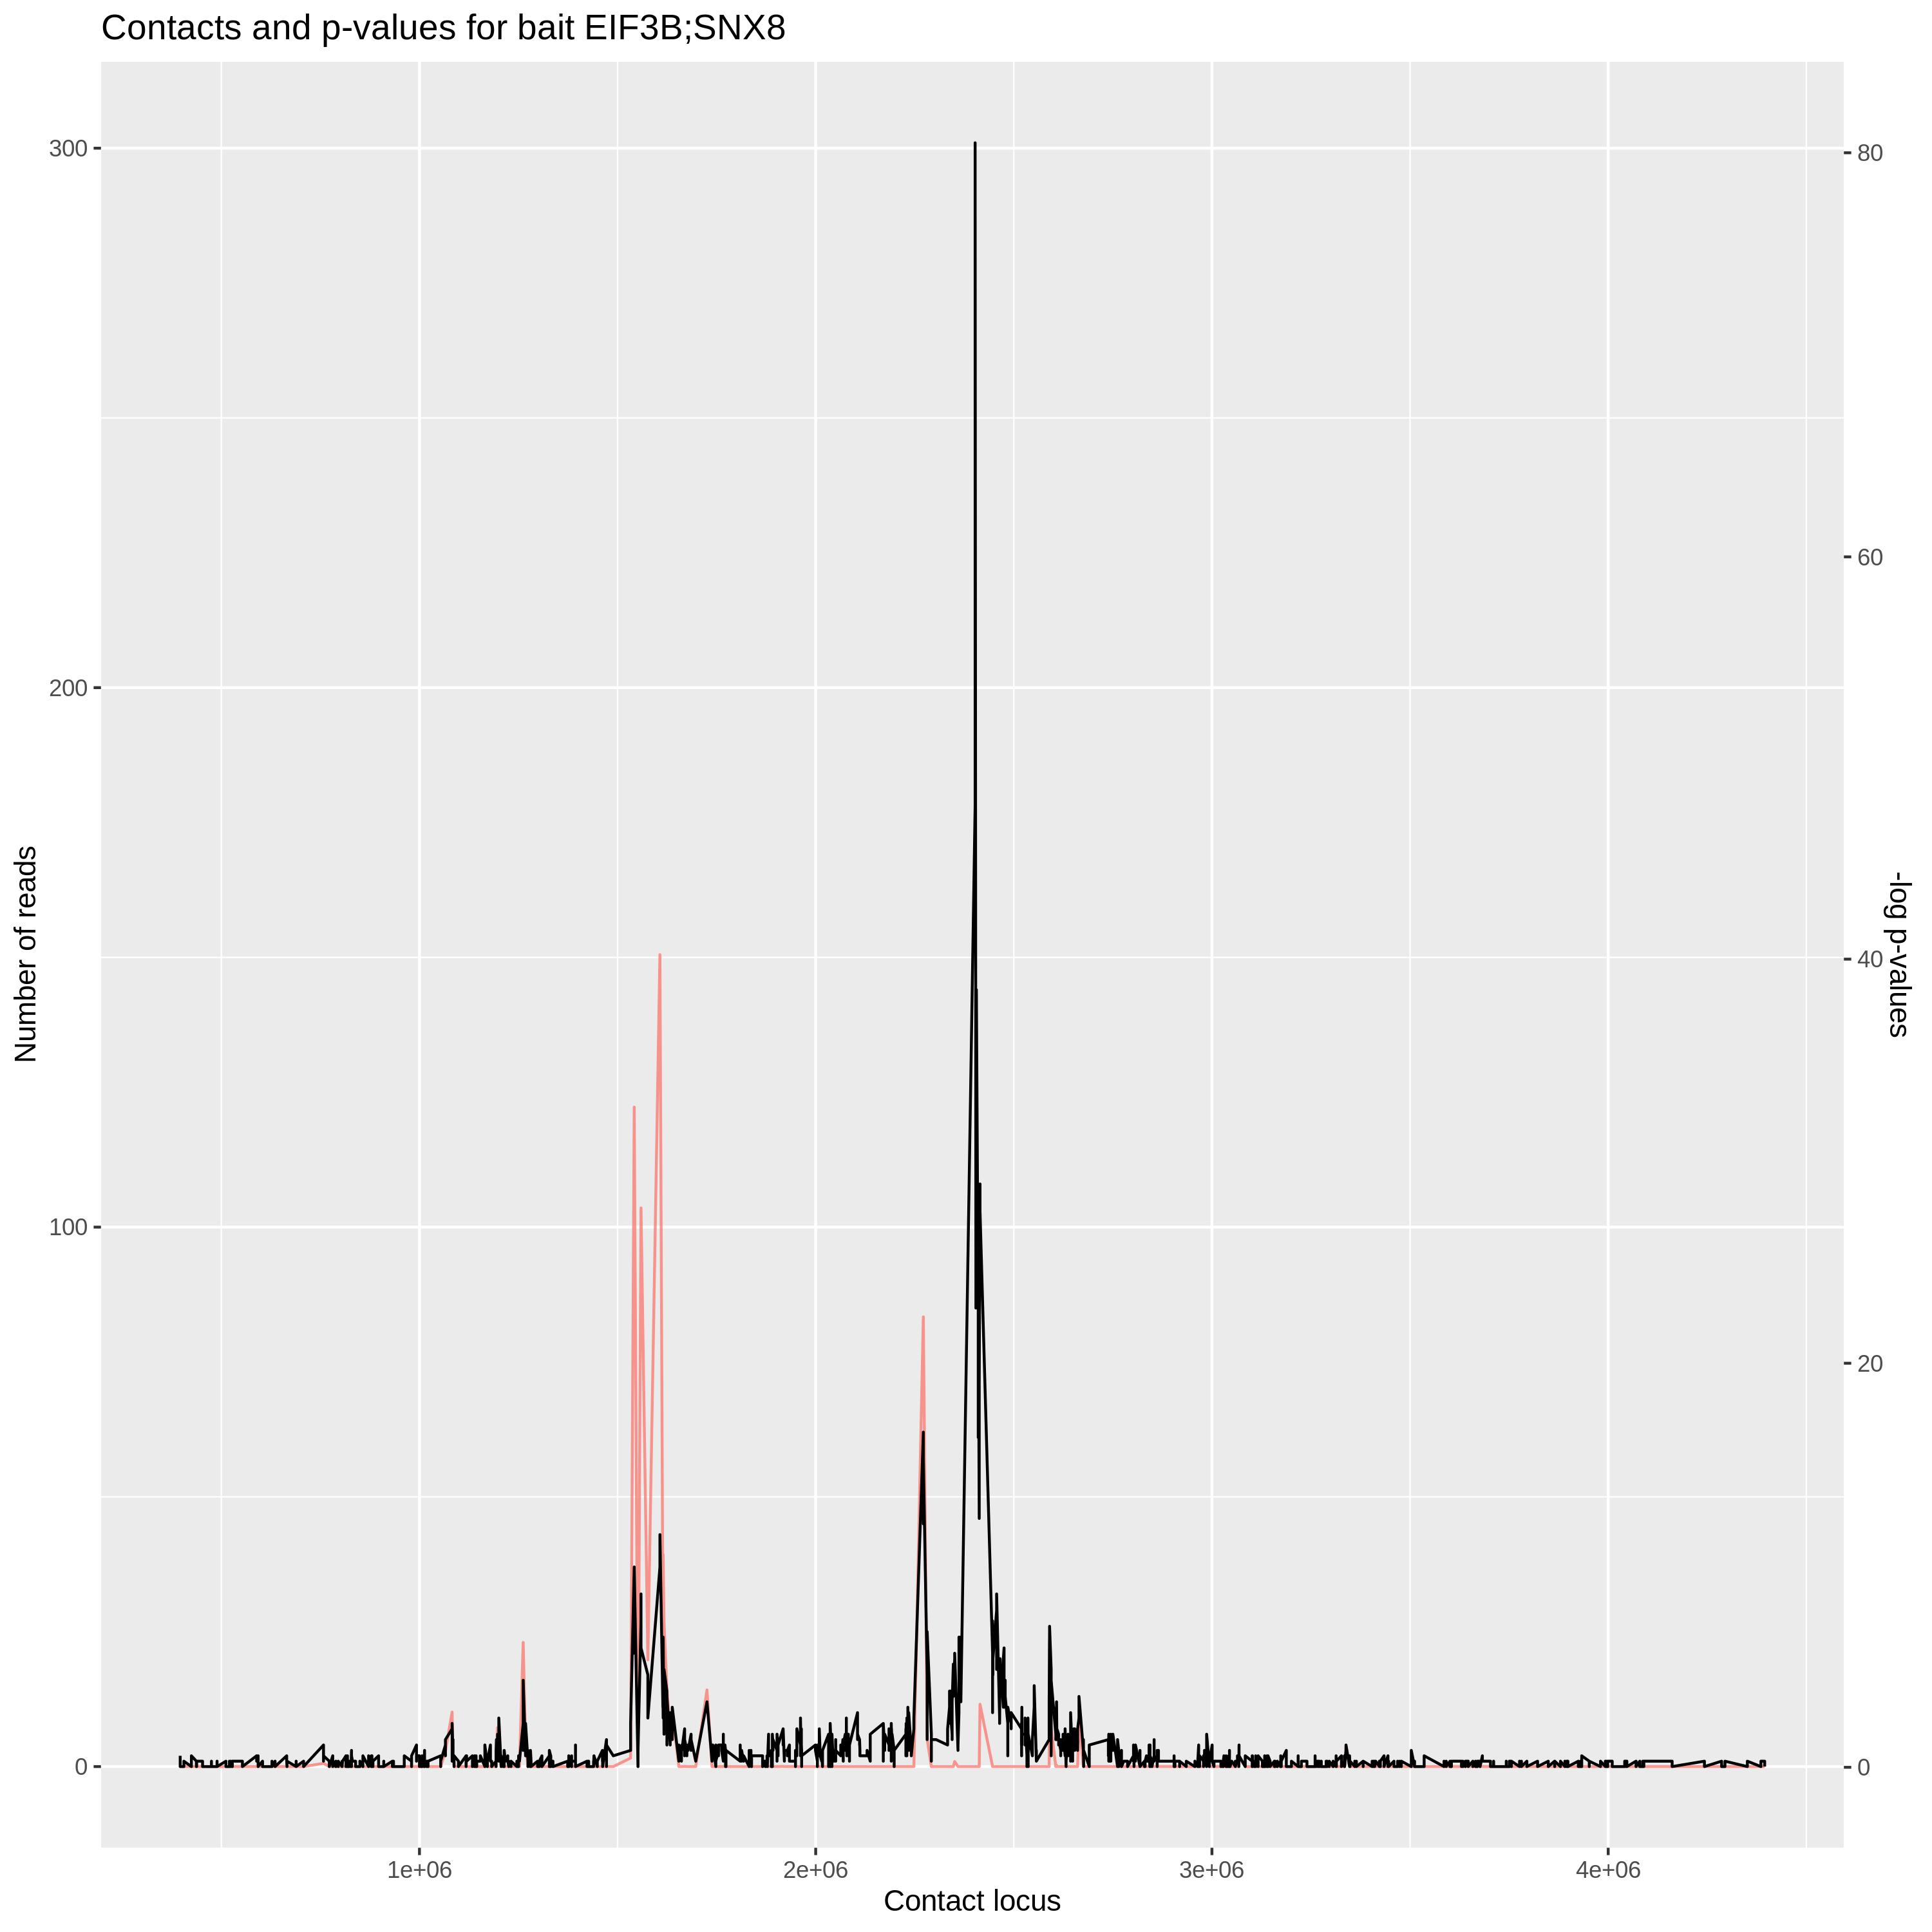 Contacts and p-values for bait EIF3B;SNX8
300
200
100
0
Number of reads
80
60
40
20
0
-log p-values
1e+06
2e+06
3e+06
4e+06
Contact locus